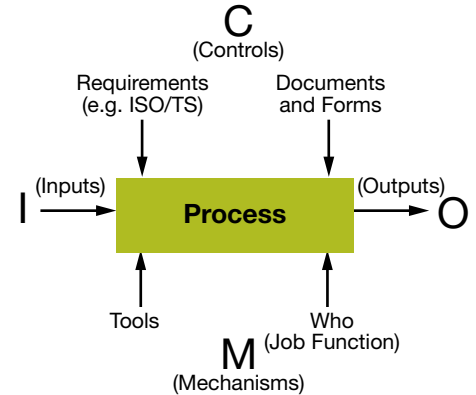 C
(Controls)
Requirements
(e.g. ISO/TS)
Documents
and Forms
I
(Inputs)
Process
(Outputs)
O
Tools
Who
(Job Function)
M
(Mechanisms)